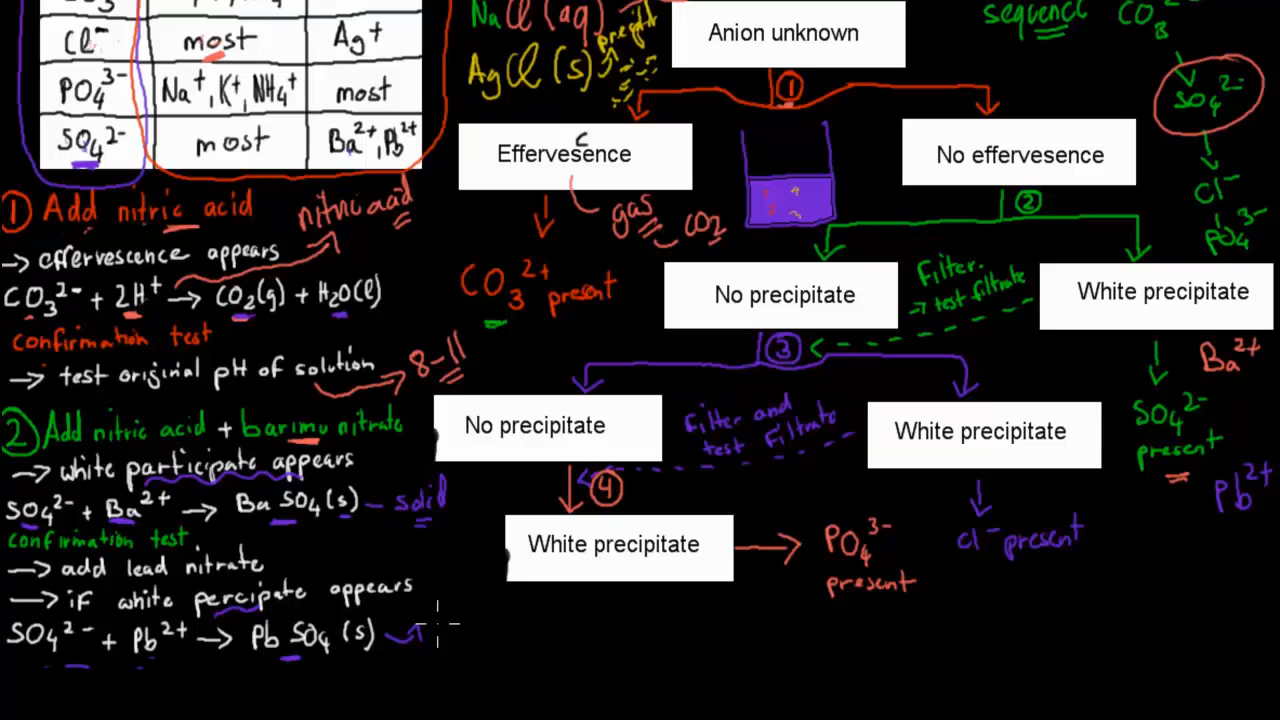 Cl⁻ most Ag⁺
PO₄³⁻ Na⁺, K⁺, NH₄⁺ most
SO₄²⁻ most Ba²⁺, Pb²⁺
① Add nitric acid
nitric acid
→ effervescence appears
CO₃²⁻ + 2H⁺ → CO₂(g) + H₂O(l)
confirmation test
→ test originial pH of solution
8-11
② Add nitric acid + barimu nitrate
→ white participate appears
SO₄²⁻ + Ba²⁺ → BaSO₄(s) – solid
confirmation test
→ add lead nitrate
→ if white percipate appears
SO₄²⁻ + Pb²⁺ → PbSO₄(s)
NaCl(aq)
AgCl(s)
Anion unknown
①
sequence
CO₃²⁻
SO₄²⁻
Cl⁻
PO₄³⁻
Effervesence
c
No effervesence
gas
CO₂
②
CO₃²⁺ present
No precipitate
Filter.
→ test filtrate
White precipitate
③
Ba²⁺
SO₄²⁻
present
Pb²⁺
No precipitate
Filter and
test Filtrate
White precipitate
④
White precipitate
PO₄³⁻
present
Cl⁻ present